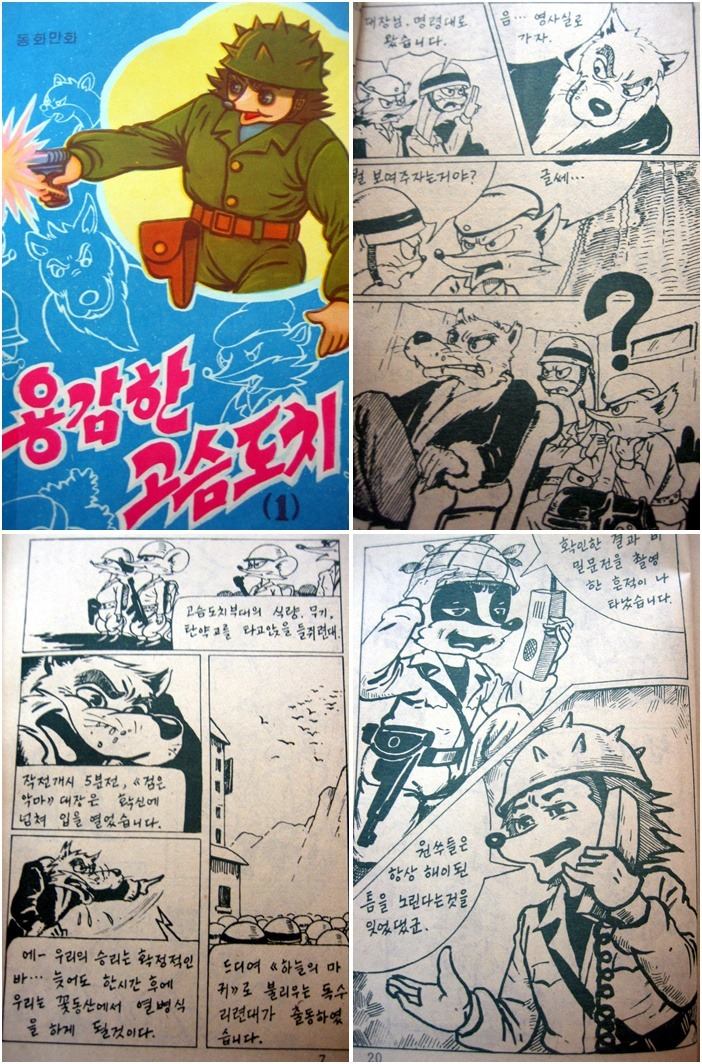 동화만화
용감한
고슴도치
(1)
대장님, 명령대로
왔습니다.
음… 영사실로
가자.
보여주자는거야?
글쎄…
?
고슴도치부대의 식량, 무기,
탄약고를 타고앉을 들쥐련대.
작전개시 5분전, 《검은
악마》 대장은 확신에
넘쳐 입을 열었습니다.
에- 우리의 승리는 확정적인
바… 늦어도 한시간 후에
우리는 꽃동산에서 열병식
을 하게 될것이다.
드디여 《하늘의 마
귀》로 불리우는 독수
리련대가 출동하였
습니다.
7
확인한 결과 비
밀문건을 촬영
한 흔적이 나
타났습니다.
원쑤들은
항상 해이된
틈을 노린다는것을
잊었댔군.
20